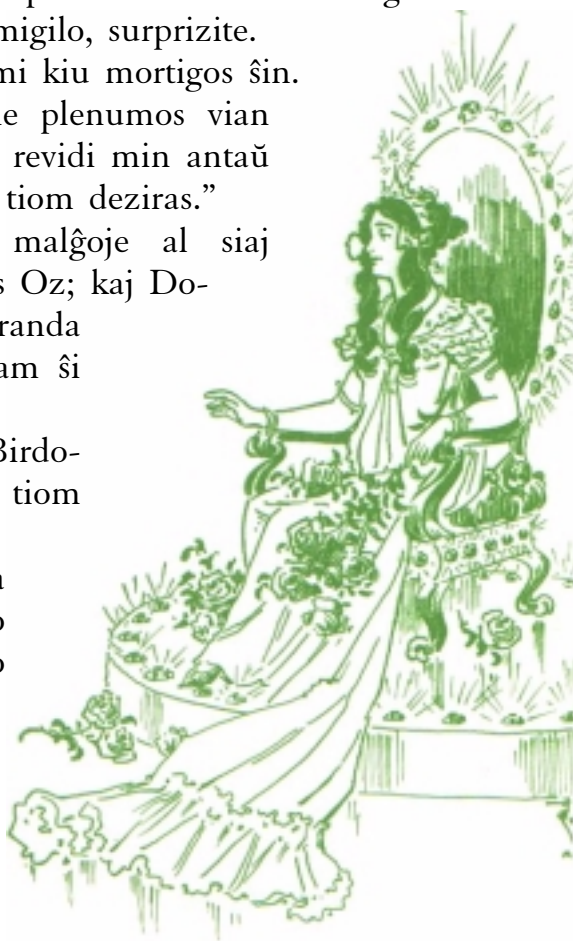 migilo, surprizite.
mi kiu mortigos ŝin.
plenumos vian
revidi min antaŭ
tiom deziras.”
malĝoje al siaj
Oz; kaj Do-
randa
ŝi
Birdo-
tiom